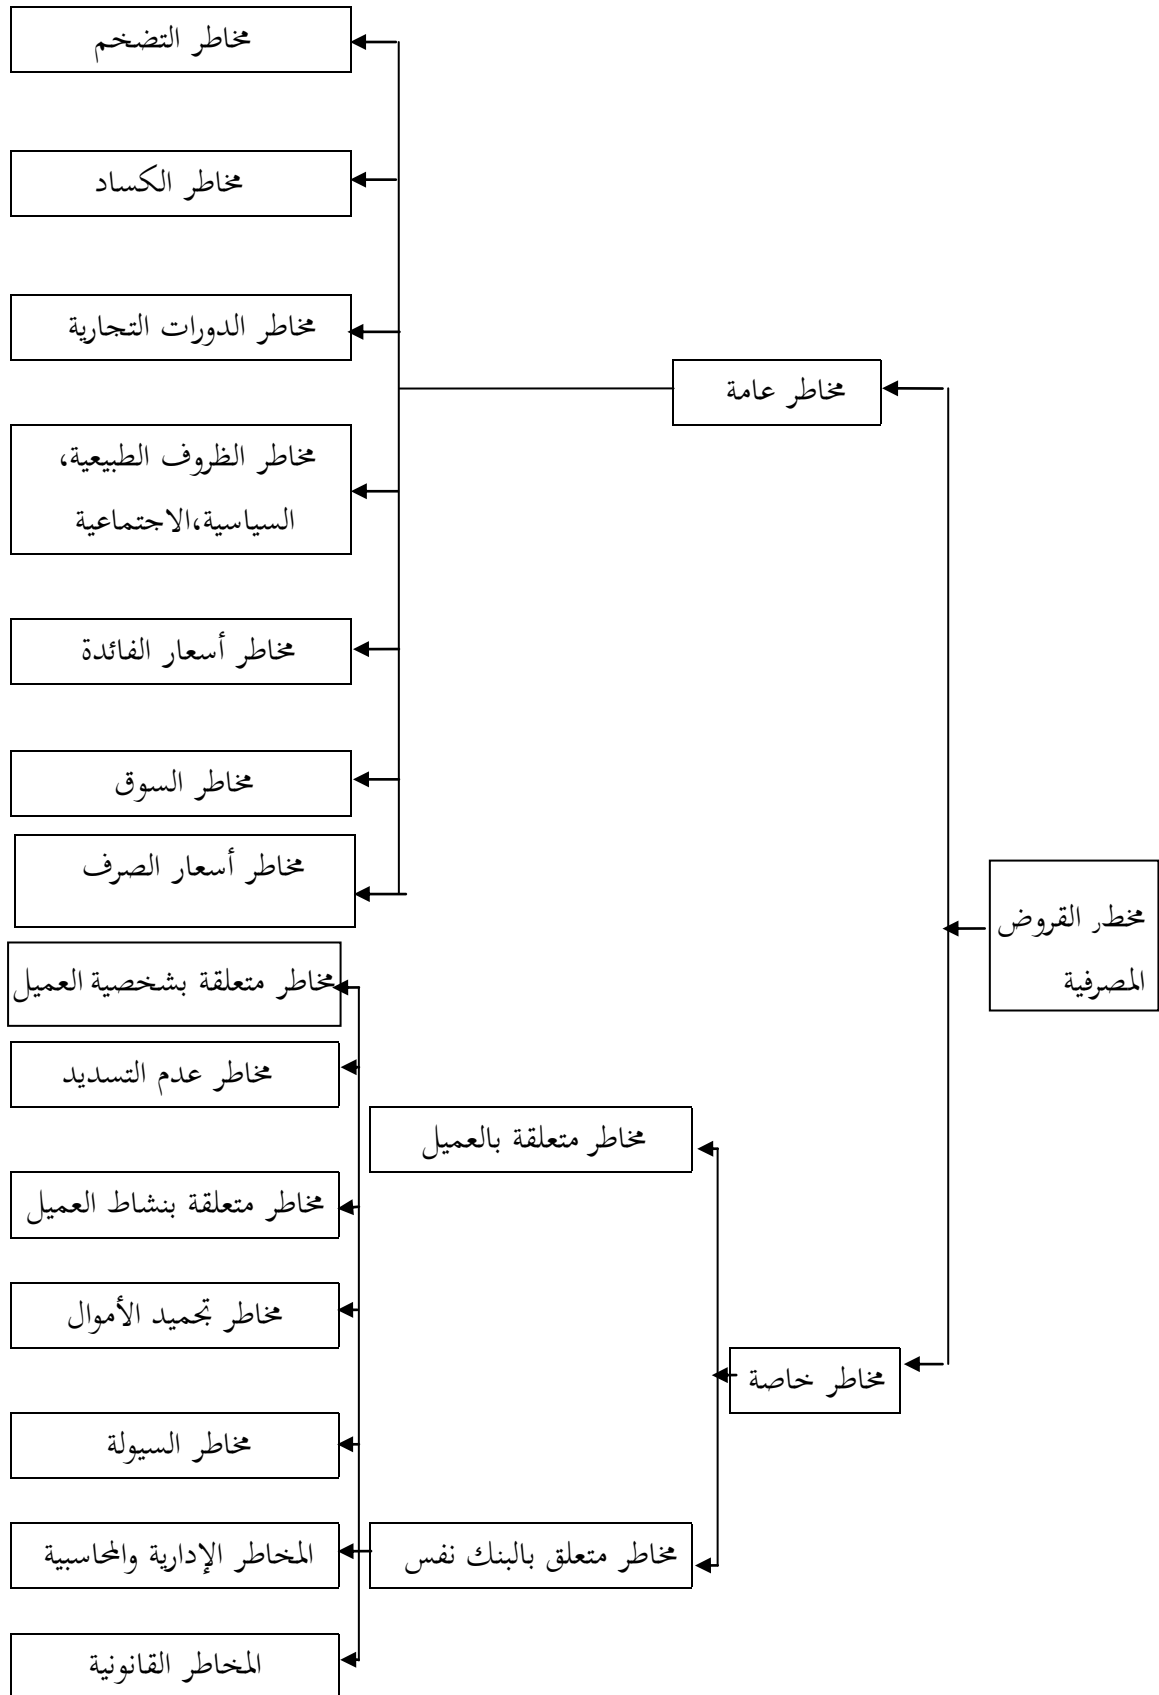 مخاطر التضخم
مخاطر الكساد
مخاطر الدورات التجارية
مخاطر عامة
مخاطر الظروف الطبيعية،
السياسية،الاجتماعية
مخاطر أسعار الفائدة
مخاطر السوق
مخاطر أسعار الصرف
مخطر القروض
المصرفية
مخاطر متعلقة بشخصية العميل
مخاطر عدم التسديد
مخاطر متعلقة بالعميل
مخاطر متعلقة بنشاط العميل
مخاطر تجميد الأموال
مخاطر خاصة
مخاطر السيولة
مخاطر متعلق بالبنك نفس
المخاطر الإدارية والمحاسبية
المخاطر القانونية